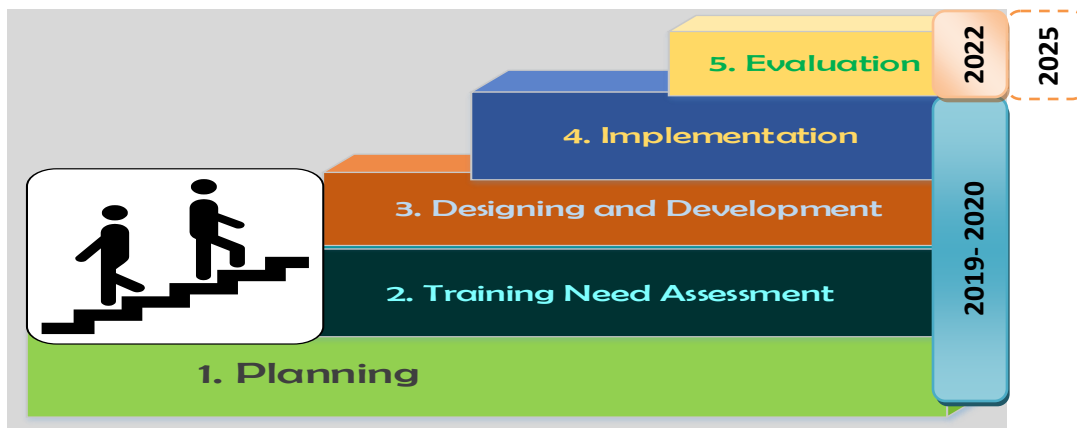 5. Evaluation
2022
2025
4. Implementation
3. Designing and Development
2019- 2020
2. Training Need Assessment
1. Planning